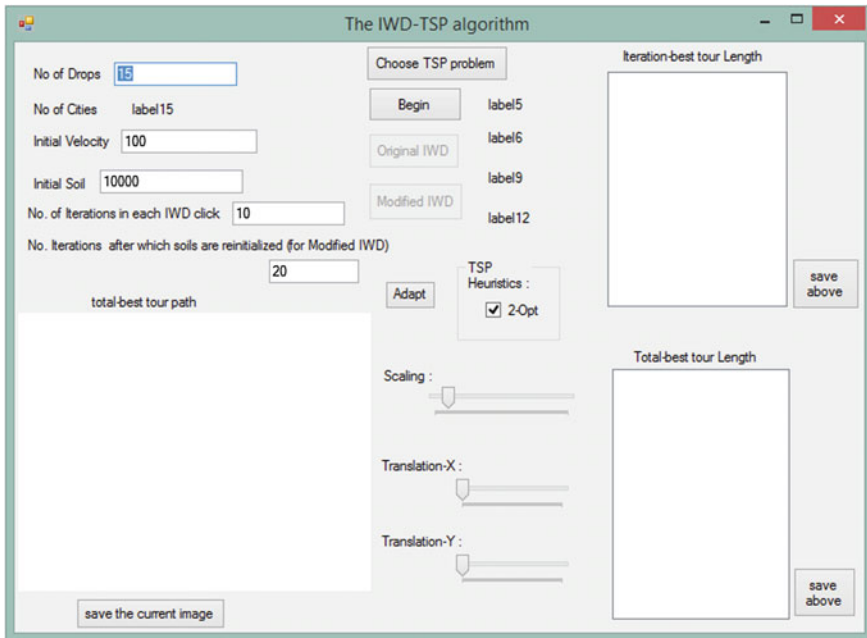 The IWD-TSP algorithm
No of Drops 15
No of Cities label15
Initial Velocity 100
Initial Soil 10000
No. of Iterations in each IWD click 10
No. Iterations after which soils are reinitialized (for Modified IWD)
20
total-best tour path
save the current image
Choose TSP problem
Begin label5
Original IWD label6
label9
Modified IWD
label12
Adapt
TSP
Heuristics :
2-Opt
Scaling :
Translation-X :
Translation-Y :
Iteration-best tour Length
save
above
Total-best tour Length
save
above